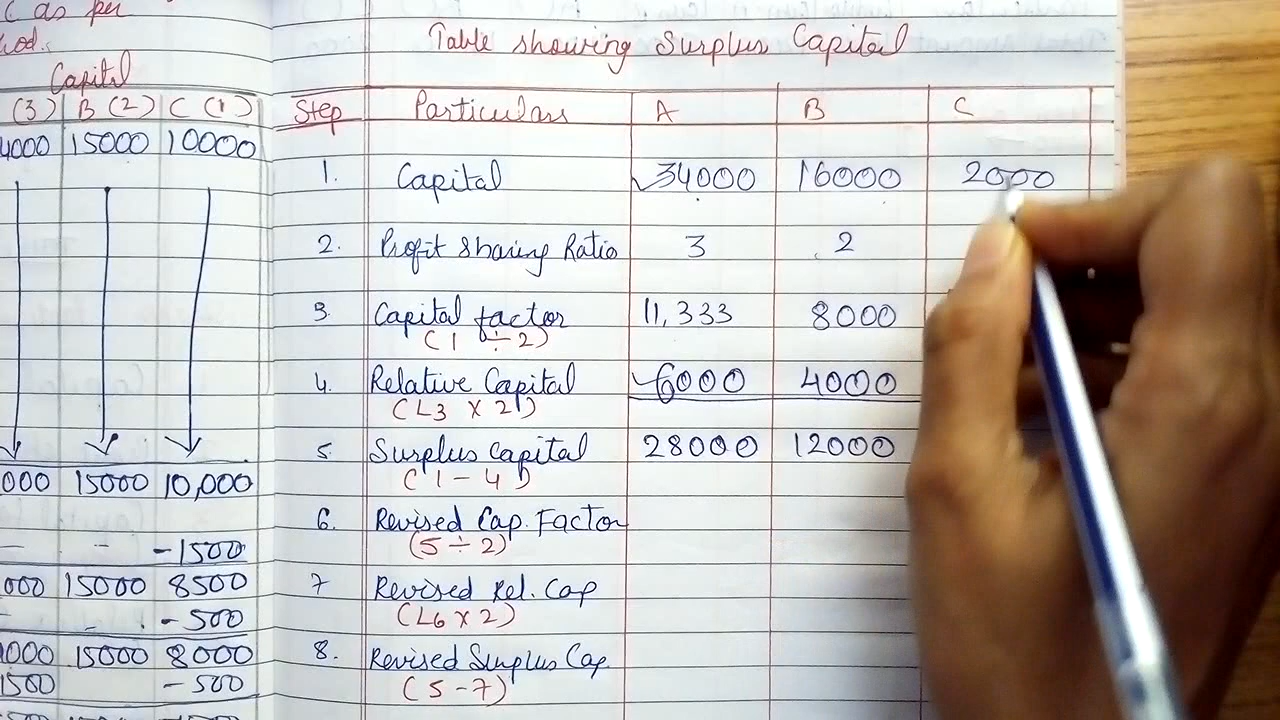 C as per
Capital
(3) B (2) C (1)
4000 15000 10000
000 15000 10,000
- - -1500
000 15000 8500
- - -500
1000 15000 8000
1500 -500
Table showing Surplus Capital
Step Particulars A B C
1. Capital 34000 16000 2000
2. Profit Sharing Ratio 3 2
3. Capital factor 11,333 8000
(1 ÷ 2)
4. Relative Capital 6000 4000
(L3 x 2)
5. Surplus Capital 28000 12000
(1 - 4)
6. Revised Cap. Factor
(5 ÷ 2)
7 Revised Rel. Cap
(L6 x 2)
8. Revised Surplus Cap.
(5 - 7)